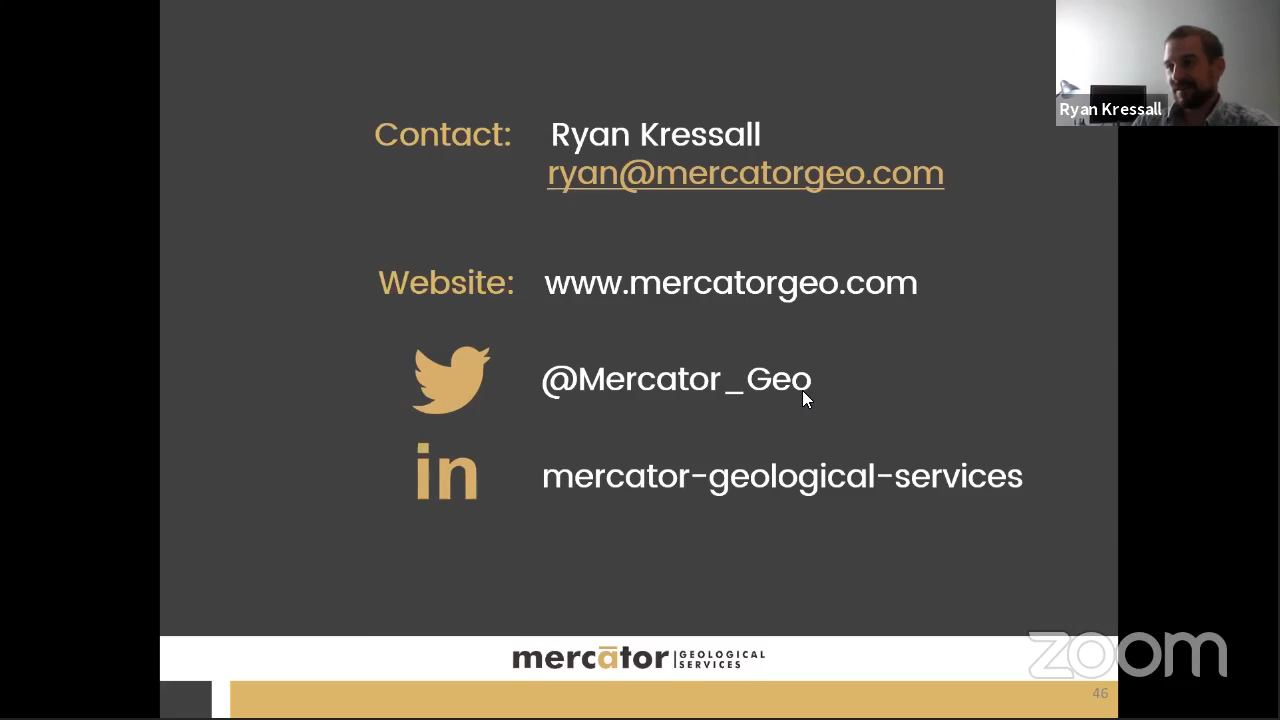 Contact: Ryan Kressall
ryan@mercatorgeo.com
Website: www.mercatorgeo.com
@Mercator_Geo
in mercator-geological-services
mercātor GEOLOGICAL SERVICES
46
Ryan Kressall
zoom